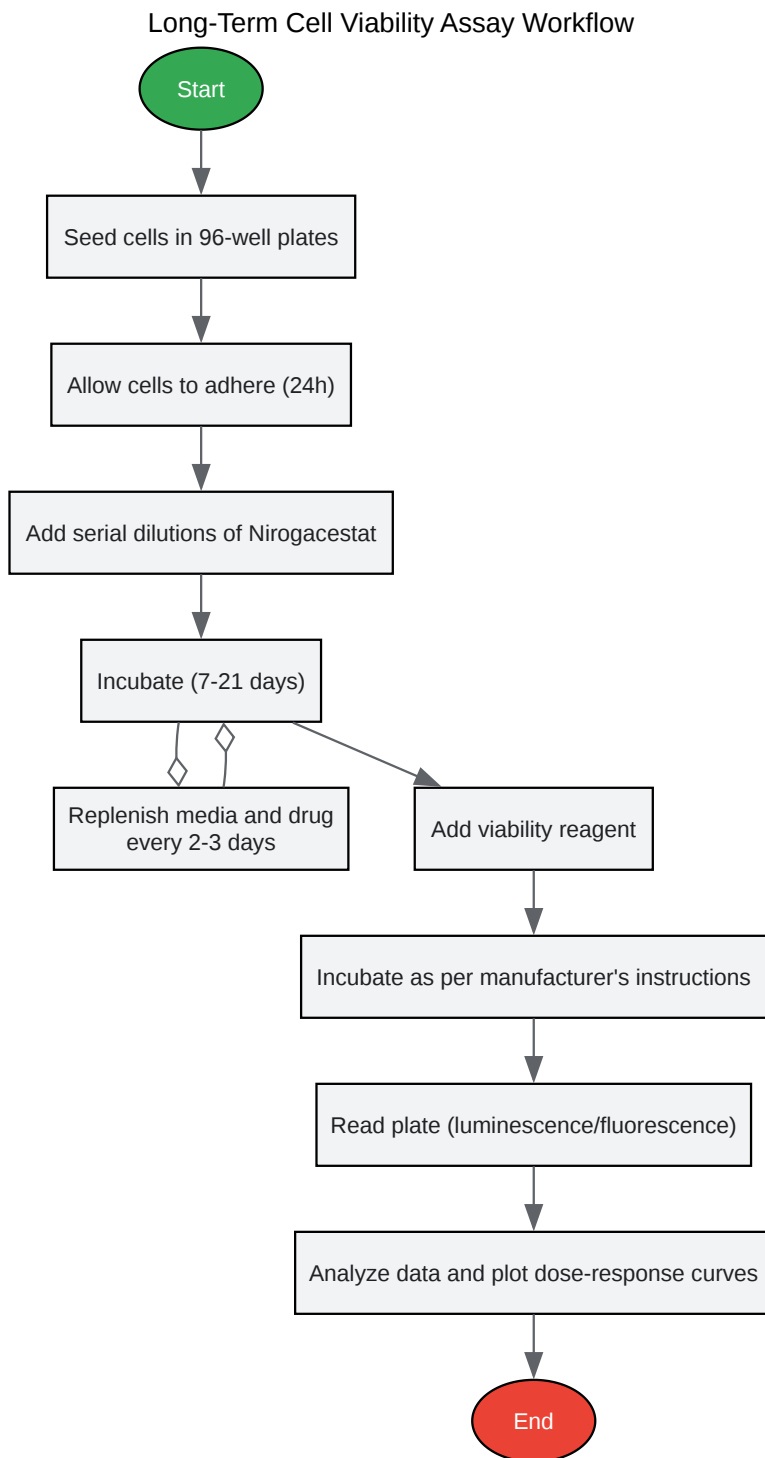 Long-Term Cell Viability Assay Workflow
Start
Seed cells in 96-well plates
Allow cells to adhere (24h)
Add serial dilutions of Nirogacestat
Incubate (7-21 days)
Replenish media and drug
every 2-3 days
Add viability reagent
Incubate as per manufacturer's instructions
Read plate (luminescence/fluorescence)
Analyze data and plot dose-response curves
End